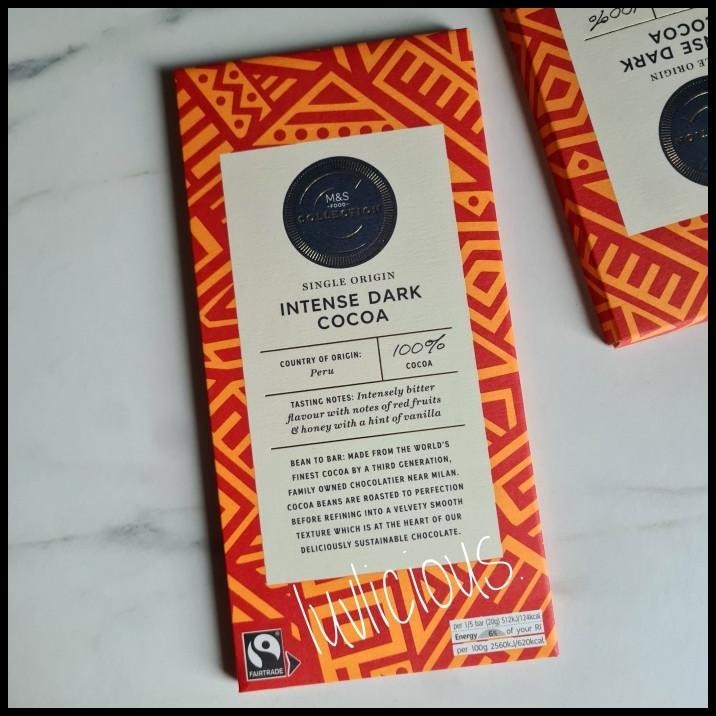 M&S
FOOD
COLLECTION
SINGLE ORIGIN
INTENSE DARK
COCOA
COUNTRY OF ORIGIN:
Peru
100%
COCOA
TASTING NOTES: Intensely bitter
flavour with notes of red fruits
& honey with a hint of vanilla
BEAN TO BAR: MADE FROM THE WORLD'S
FINEST COCOA BY A THIRD GENERATION,
FAMILY OWNED CHOCOLATIER NEAR MILAN.
COCOA BEANS ARE ROASTED TO PERFECTION
BEFORE REFINING INTO A VELVETY SMOOTH
TEXTURE WHICH IS AT THE HEART OF OUR
DELICIOUSLY SUSTAINABLE CHOCOLATE.
luvlicious.
FAIRTRADE
per 1/5 bar (20g) 512kJ/124kcal
Energy 6% of your RI
per 100g 2560kJ/620kcal
100%
COCOA
NSE DARK
LE ORIGIN